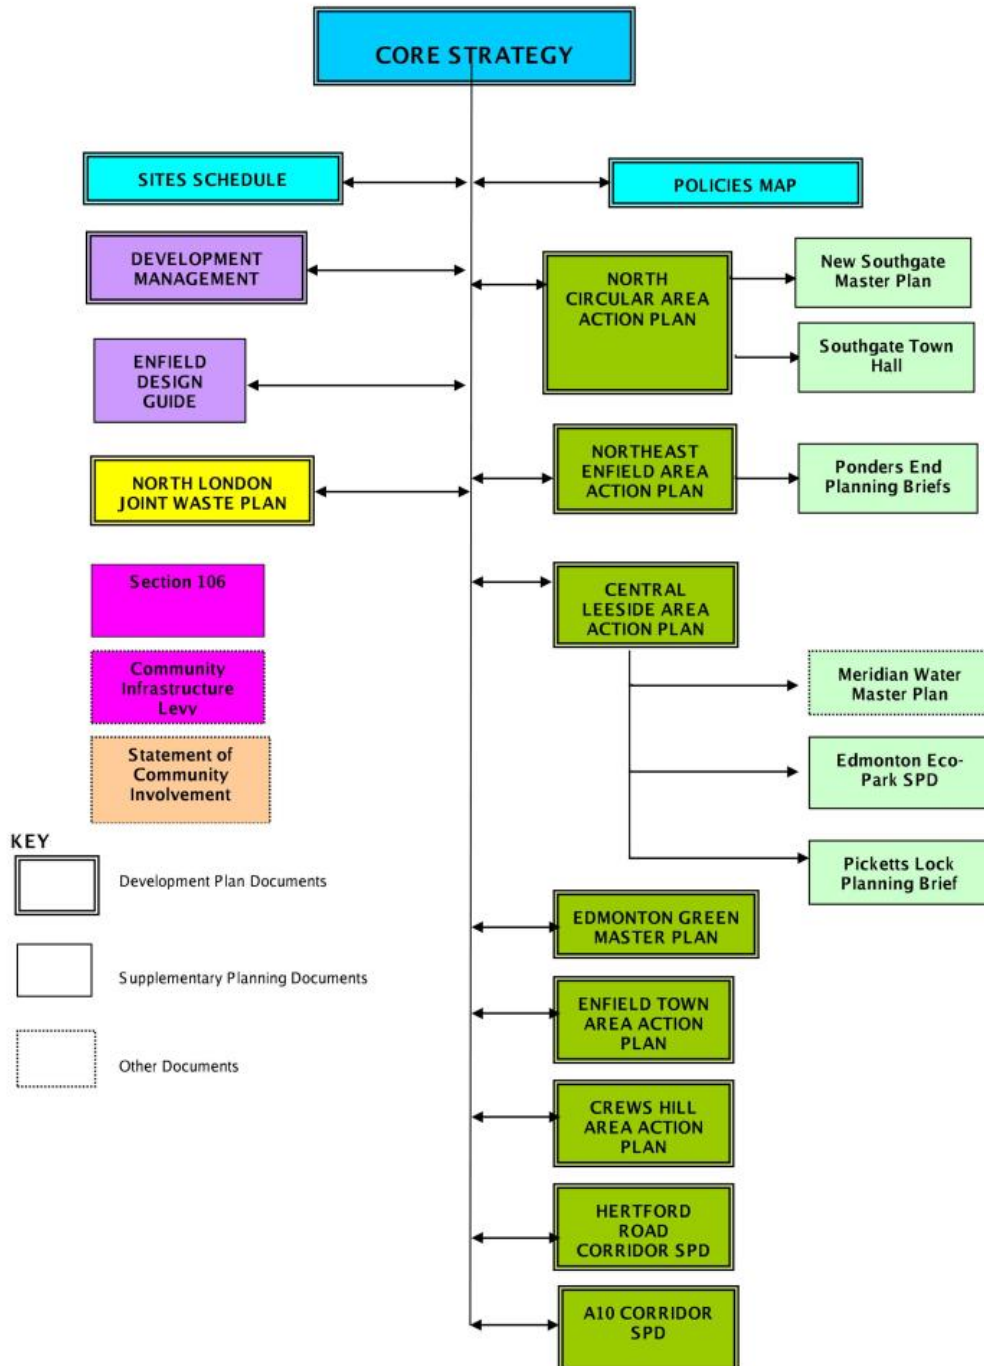 CORE STRATEGY
SITES SCHEDULE
POLICIES MAP
DEVELOPMENT
MANAGEMENT
NORTH
CIRCULAR AREA
ACTION PLAN
New Southgate
Master Plan
Southgate Town
Hall
ENFIELD
DESIGN
GUIDE
NORTHEAST
ENFIELD AREA
ACTION PLAN
Ponders End
Planning Briefs
NORTH LONDON
JOINT WASTE PLAN
Section 106
CENTRAL
LEESIDE AREA
ACTION PLAN
Community
Infrastructure
Levy
Meridian Water
Master Plan
Statement of
Community
Involvement
Edmonton Eco-
Park SPD
Picketts Lock
Planning Brief
KEY
Development Plan Documents
Supplementary Planning Documents
Other Documents
EDMONTON GREEN
MASTER PLAN
ENFIELD TOWN
AREA ACTION
PLAN
CREWS HILL
AREA ACTION
PLAN
HERTFORD
ROAD
CORRIDOR SPD
A10 CORRIDOR
SPD